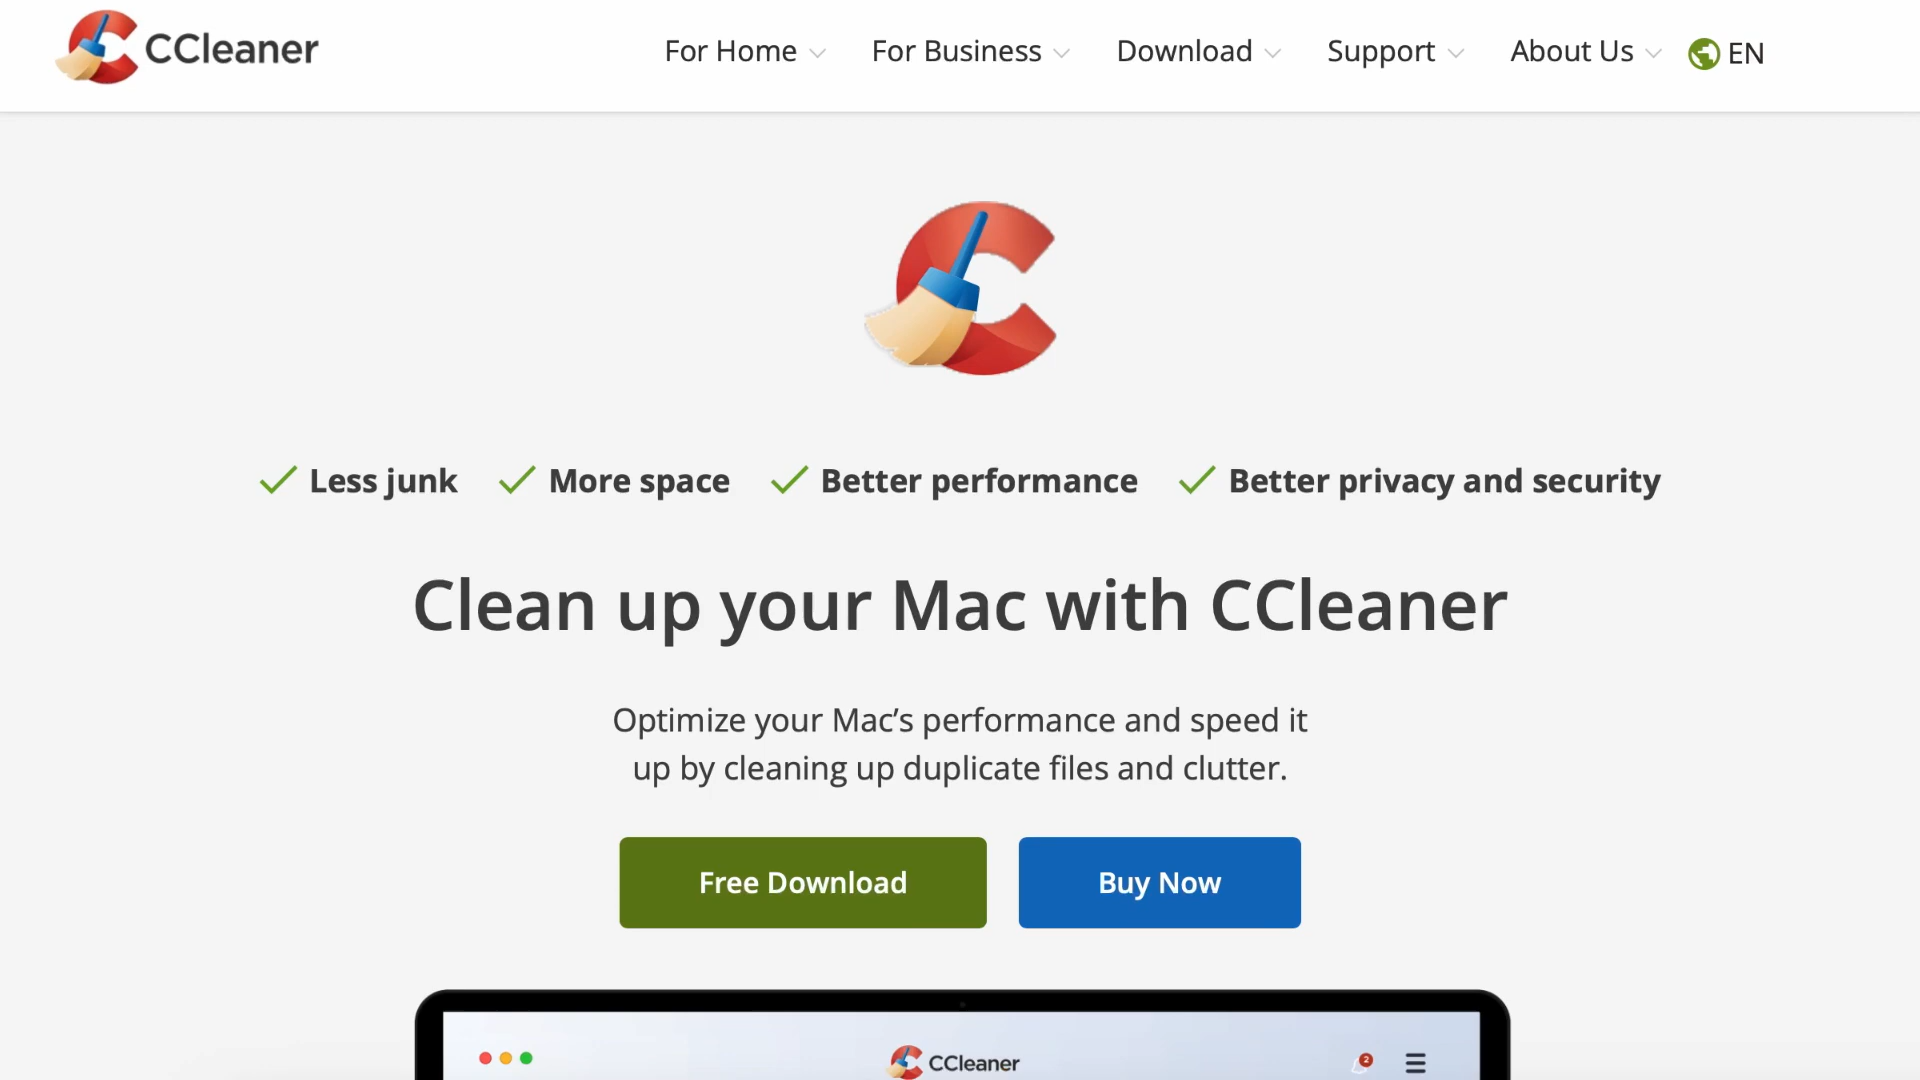 CCleaner
For Home
For Business
Download
Support
About Us
EN
Less junk
More space
Better performance
Better privacy and security
Clean up your Mac with CCleaner
Optimize your Mac’s performance and speed it
up by cleaning up duplicate files and clutter.
Free Download
Buy Now
CCleaner
2